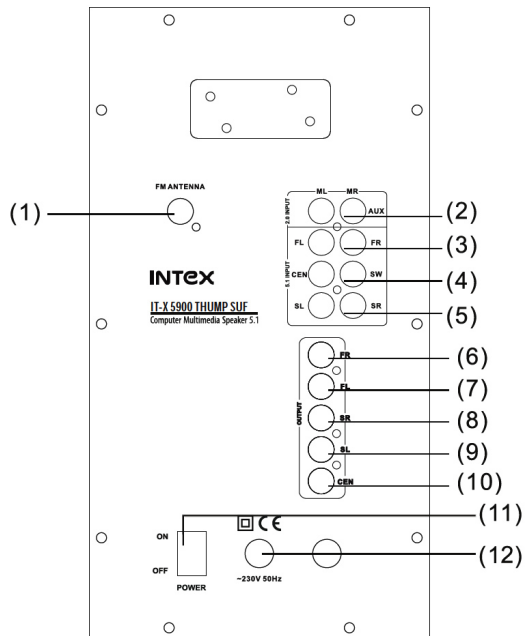 FM ANTENNA
(1)
ML MR
2.0 INPUT
AUX
(2)
5.1 INPUT
FL FR
(3)
CEN SW
(4)
SL SR
(5)
INTEX
IT-X 5900 THUMP SUF
Computer Multimedia Speaker 5.1
OUTPUT
FR
(6)
FL
(7)
SR
(8)
SL
(9)
CEN
(10)
(11)
ON
OFF
POWER
CE
~230V 50Hz
(12)